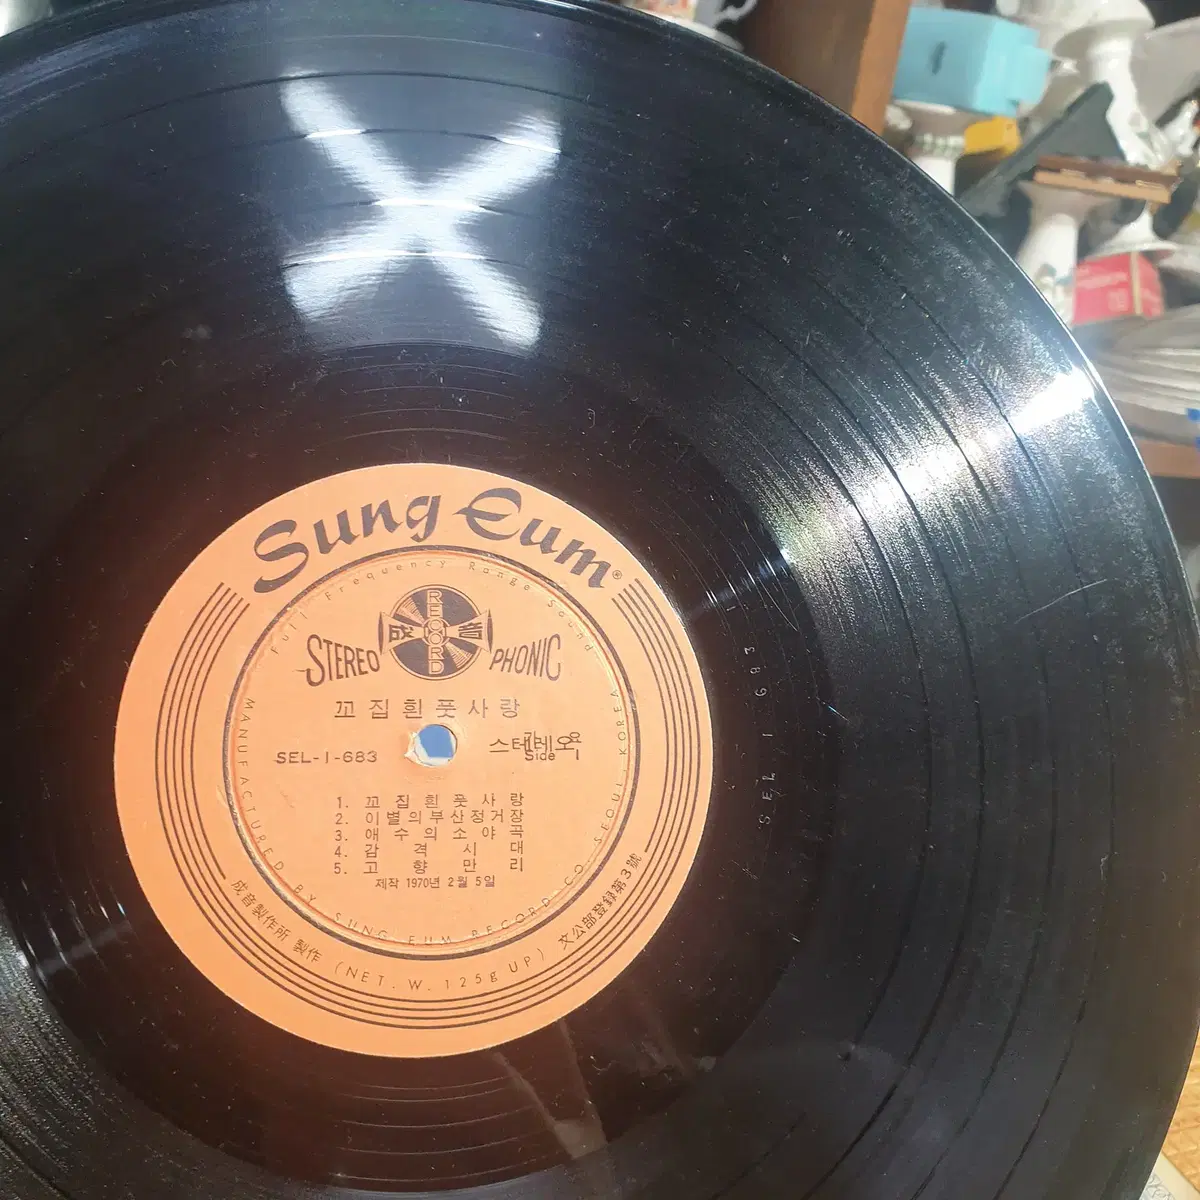 Sung Eum®
Full Frequency Range Sound
RECORD
成音
STEREO PHONIC
꼬집힌풋사랑
SEL-1-683
스테레오
Side 1
1. 꼬집힌풋사랑
2. 이별의부산정거장
3. 애수의소야곡
4. 감격시대
5. 고향만리
제작 1970년 2월 5일
MANUFACTURED BY SUNG EUM RECORD CO. SEOUL KOREA
成音製作所 製作 (NET. W. 125g UP) 文公部登録第3號
SEL 1 683